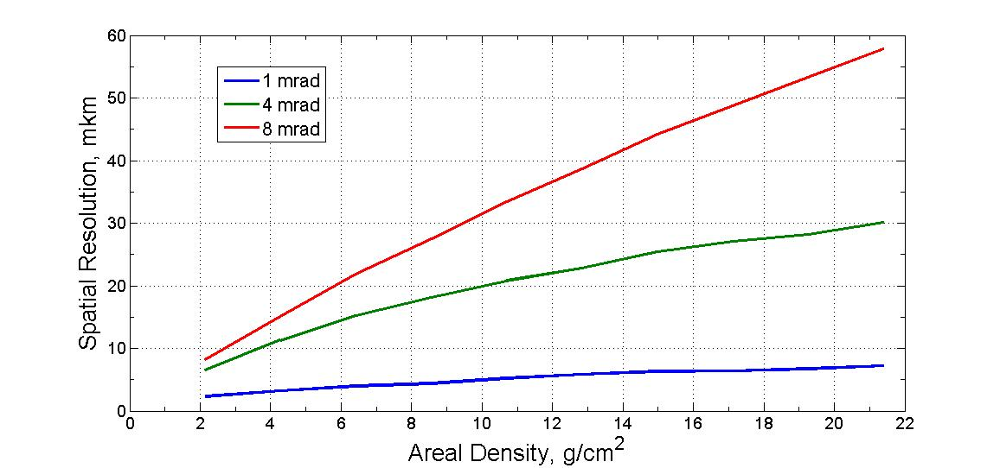 60
50
40
30
20
10
0
Spatial Resolution, mkm
1 mrad
4 mrad
8 mrad
0 2 4 6 8 10 12 14 16 18 20 22
Areal Density, g/cm²